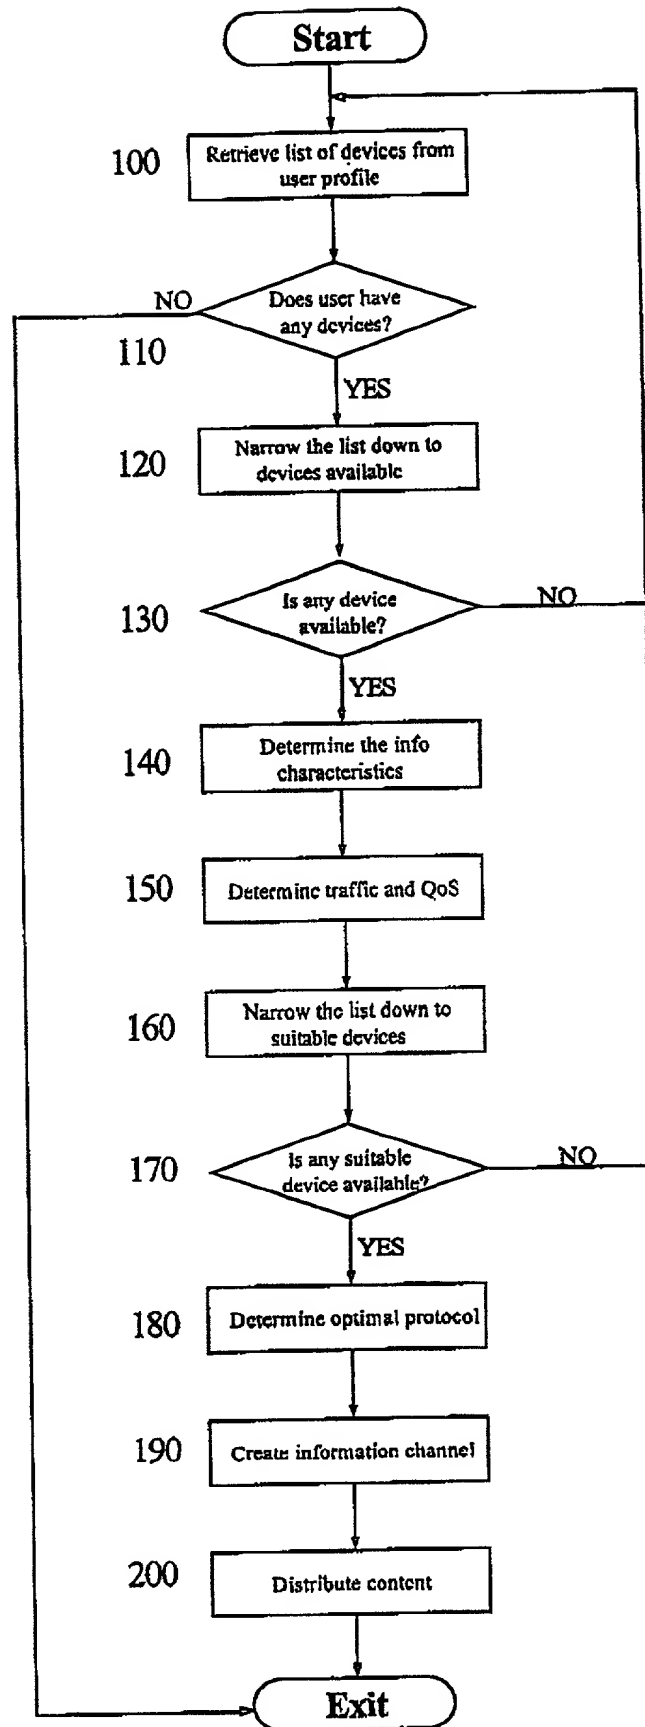 Start
100
Retrieve list of devices from
user profile
NO
Does user have
any devices?
110
YES
120
Narrow the list down to
devices available
130
Is any device
available?
NO
YES
140
Determine the info
characteristics
150
Determine traffic and QoS
160
Narrow the list down to
suitable devices
170
Is any suitable
device available?
NO
YES
180
Determine optimal protocol
190
Create information channel
200
Distribute content
Exit